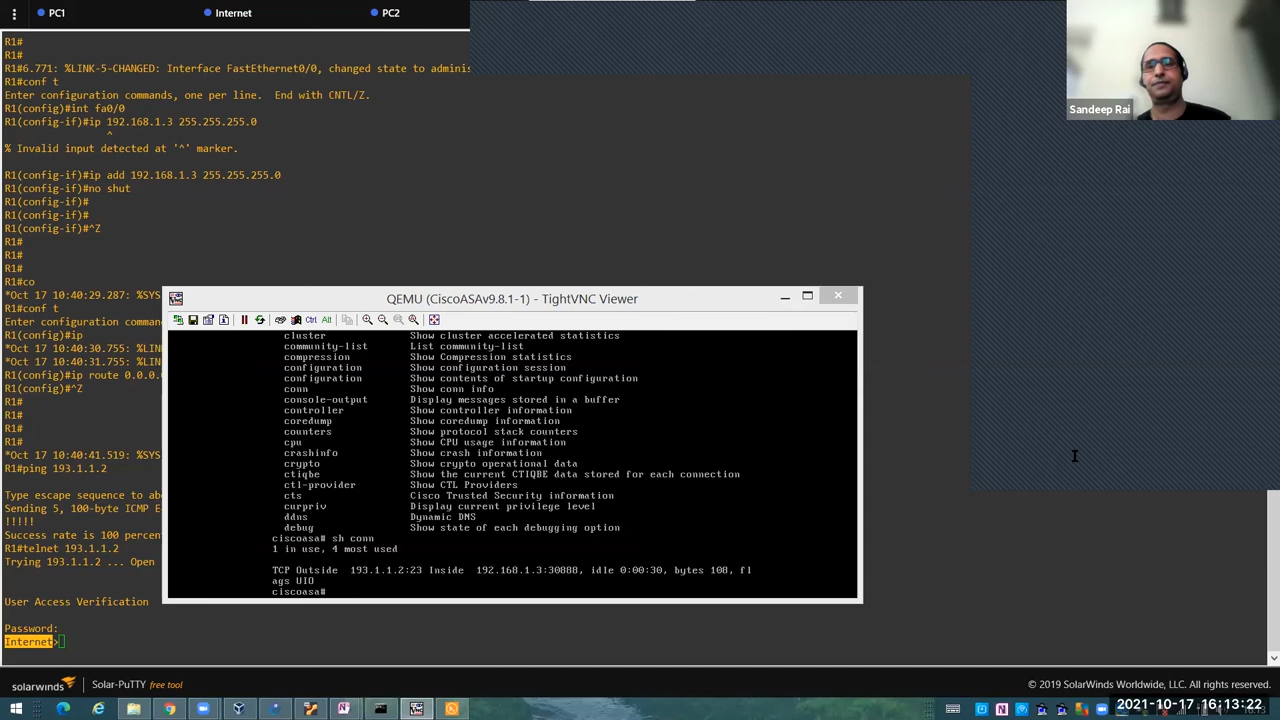 PC1
Internet
PC2
R1#
R1#
R1#6.771: %LINK-5-CHANGED: Interface FastEthernet0/0, changed state to adminis
R1#conf t
Enter configuration commands, one per line.  End with CNTL/Z.
R1(config)#int fa0/0
R1(config-if)#ip 192.168.1.3 255.255.255.0
^
% Invalid input detected at '^' marker.
R1(config-if)#ip add 192.168.1.3 255.255.255.0
R1(config-if)#no shut
R1(config-if)#
R1(config-if)#
R1(config-if)#^Z
R1#
R1#
R1#
R1#co
*Oct 17 10:40:29.287: %SYS
R1#conf t
Enter configuration comman
R1(config)#ip
*Oct 17 10:40:30.755: %LIN
*Oct 17 10:40:31.755: %LIN
R1(config)#ip route 0.0.0.
R1(config)#^Z
R1#
R1#
R1#
R1#
*Oct 17 10:40:41.519: %SYS
R1#ping 193.1.1.2
Type escape sequence to ab
Sending 5, 100-byte ICMP E
!!!!!
Success rate is 100 percen
R1#telnet 193.1.1.2
Trying 193.1.1.2 ... Open
User Access Verification
Password:
Internet>
QEMU (CiscoASAv9.8.1-1) - TightVNC Viewer
Ctrl Alt
cluster Show cluster accelerated statistics
community-list List community-list
compression Show Compression statistics
configuration Show configuration session
configuration Show contents of startup configuration
conn Show conn info
console-output Display messages stored in a buffer
controller Show controller information
coredump Show coredump information
counters Show protocol stack counters
cpu Show CPU usage information
crashinfo Show crash information
crypto Show crypto operational data
ctiqbe Show the current CTIQBE data stored for each connection
ctl-provider Show CTL Providers
cts Cisco Trusted Security information
curpriv Display current privilege level
ddns Dynamic DNS
debug Show state of each debugging option
ciscoasa# sh conn
1 in use, 4 most used
TCP Outside  193.1.1.2:23 Inside  192.168.1.3:30888, idle 0:00:30, bytes 108, fl
ags UIO
ciscoasa#
Sandeep Rai
solarwinds
Solar-PuTTY free tool
© 2019 SolarWinds Worldwide, LLC. All rights reserved.
2021-10-17 16:13:22